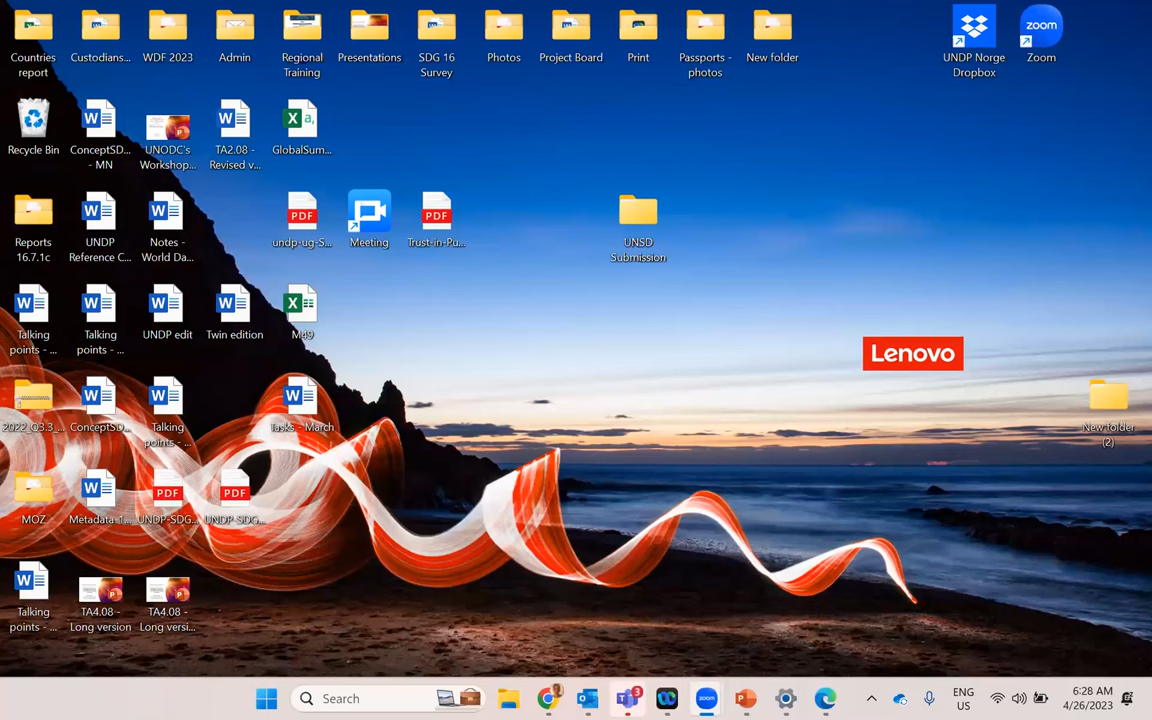 Countries report
Custodians...
WDF 2023
Admin
Regional Training
Presentations
SDG 16 Survey
Photos
Project Board
Print
Passports - photos
New folder
UNDP Norge Dropbox
zoom
Zoom
Recycle Bin
ConceptSD... - MN
UNODC's Workshop...
TA2.08 - Revised v...
GlobalSum...
Reports 16.7.1c
UNDP Reference C...
Notes - World Da...
PDF
undp-ug-S...
Meeting
PDF
Trust-in-Pu...
UNSD Submission
Talking points - ...
Talking points - ...
UNDP edit
Twin edition
M49
Lenovo
2022_Q3.3_...
ConceptSD...
Talking points - ...
Tasks - March
New folder (2)
MOZ
Metadata-1...
PDF
UNDP-SDG...
PDF
UNDP-SDG...
Talking points - ...
TA4.08 - Long version
TA4.08 - Long versi...
Search
3
zoom
ENG
US
6:28 AM
4/26/2023